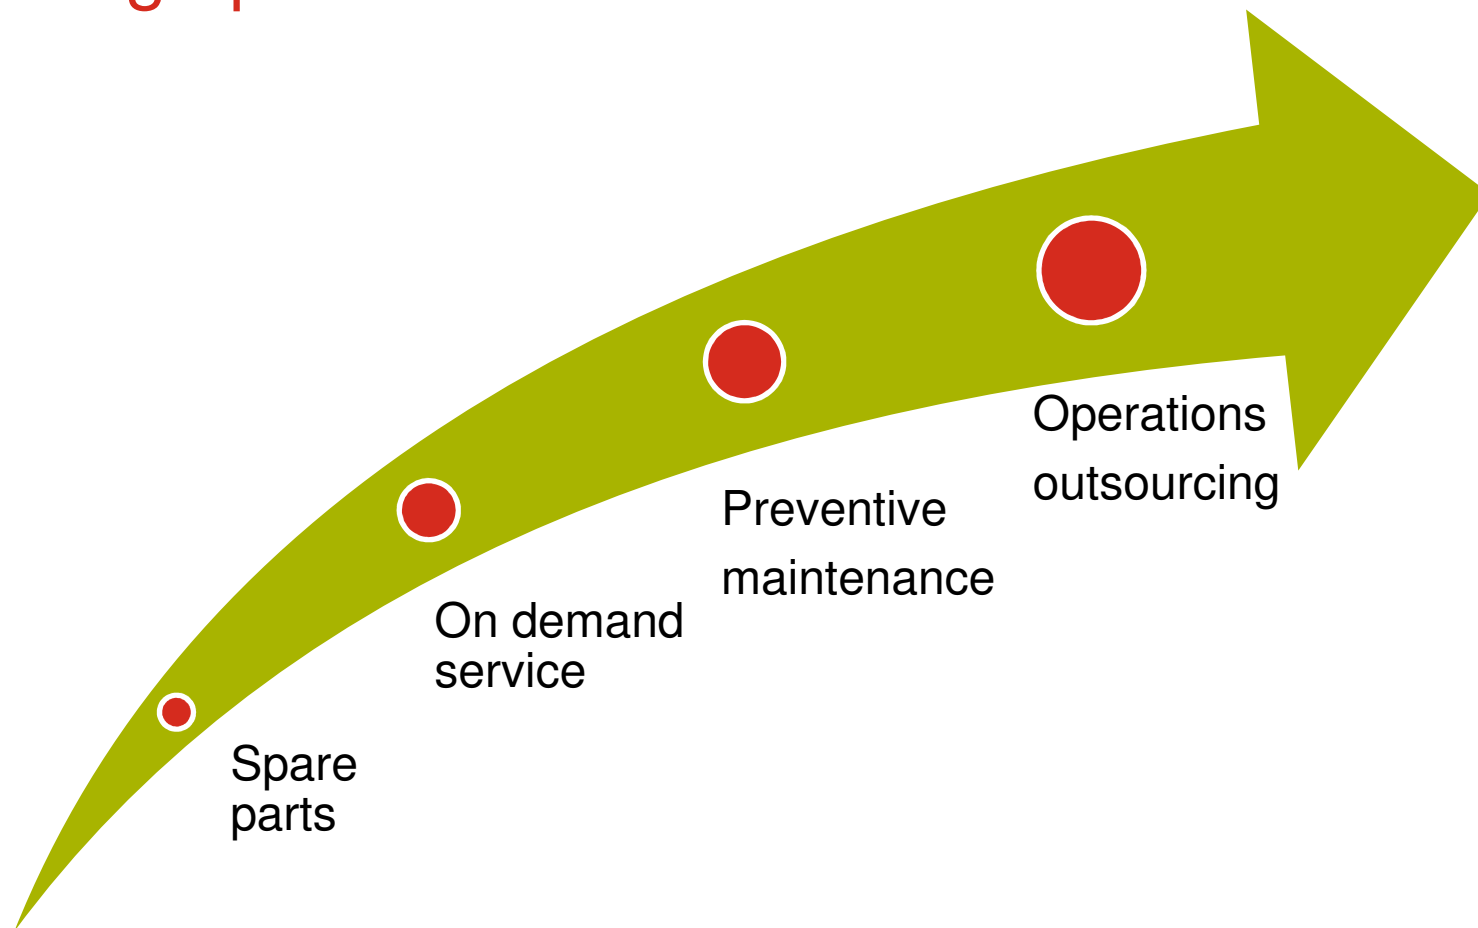 Spare
parts
On demand
service
Preventive
maintenance
Operations
outsourcing